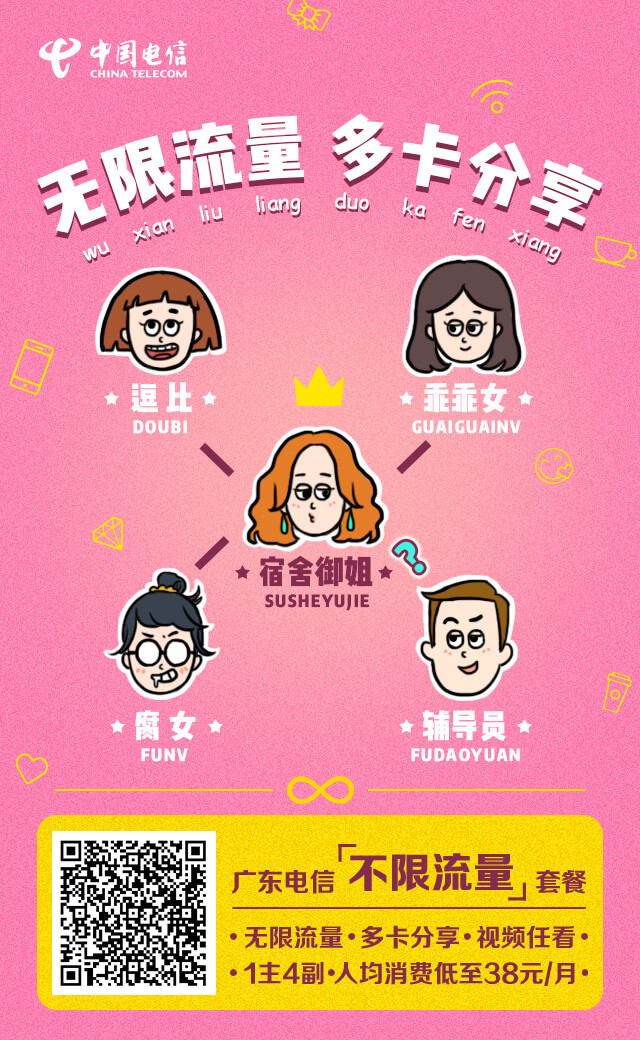 中国电信
CHINA TELECOM
无限流量 多卡分享
wu xian liu liang duo ka fen xiang
逗比
DOUBI
乖乖女
GUAIGUAINV
宿舍御姐
SUSHEYUJIE
?
腐女
FUNV
辅导员
FUDAOYUAN
广东电信「不限流量」套餐
·无限流量·多卡分享·视频任看·
·1主4副·人均消费低至38元/月·